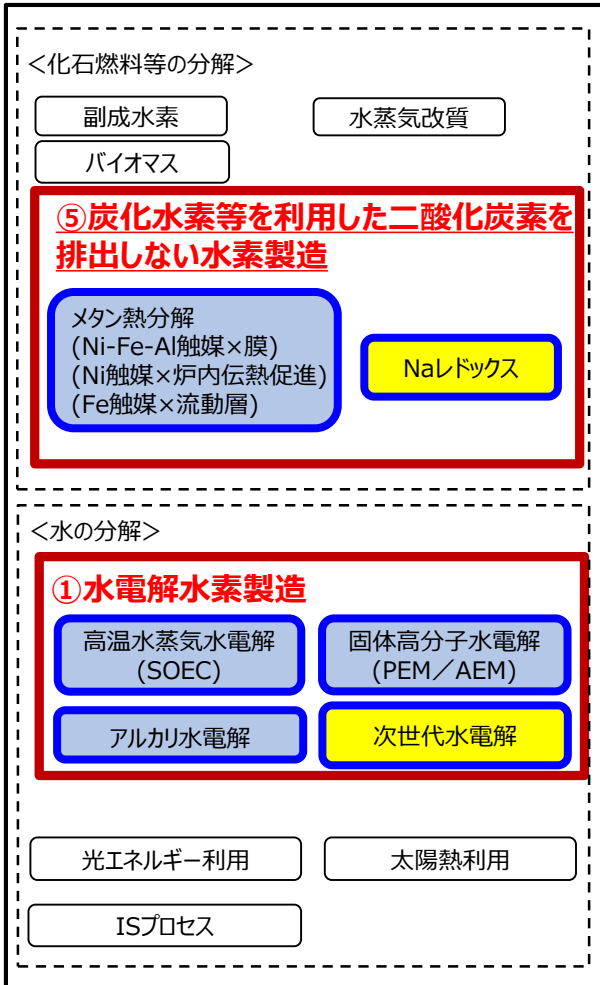 ＜化石燃料等の分解＞
副成水素
水蒸気改質
バイオマス
⑤炭化水素等を利用した二酸化炭素を
排出しない水素製造
メタン熱分解
(Ni-Fe-Al触媒×膜)
(Ni触媒×炉内伝熱促進)
(Fe触媒×流動層)
Naレドックス
＜水の分解＞
①水電解水素製造
高温水蒸気水電解
(SOEC)
固体高分子水電解
(PEM／AEM)
アルカリ水電解
次世代水電解
光エネルギー利用
太陽熱利用
ISプロセス